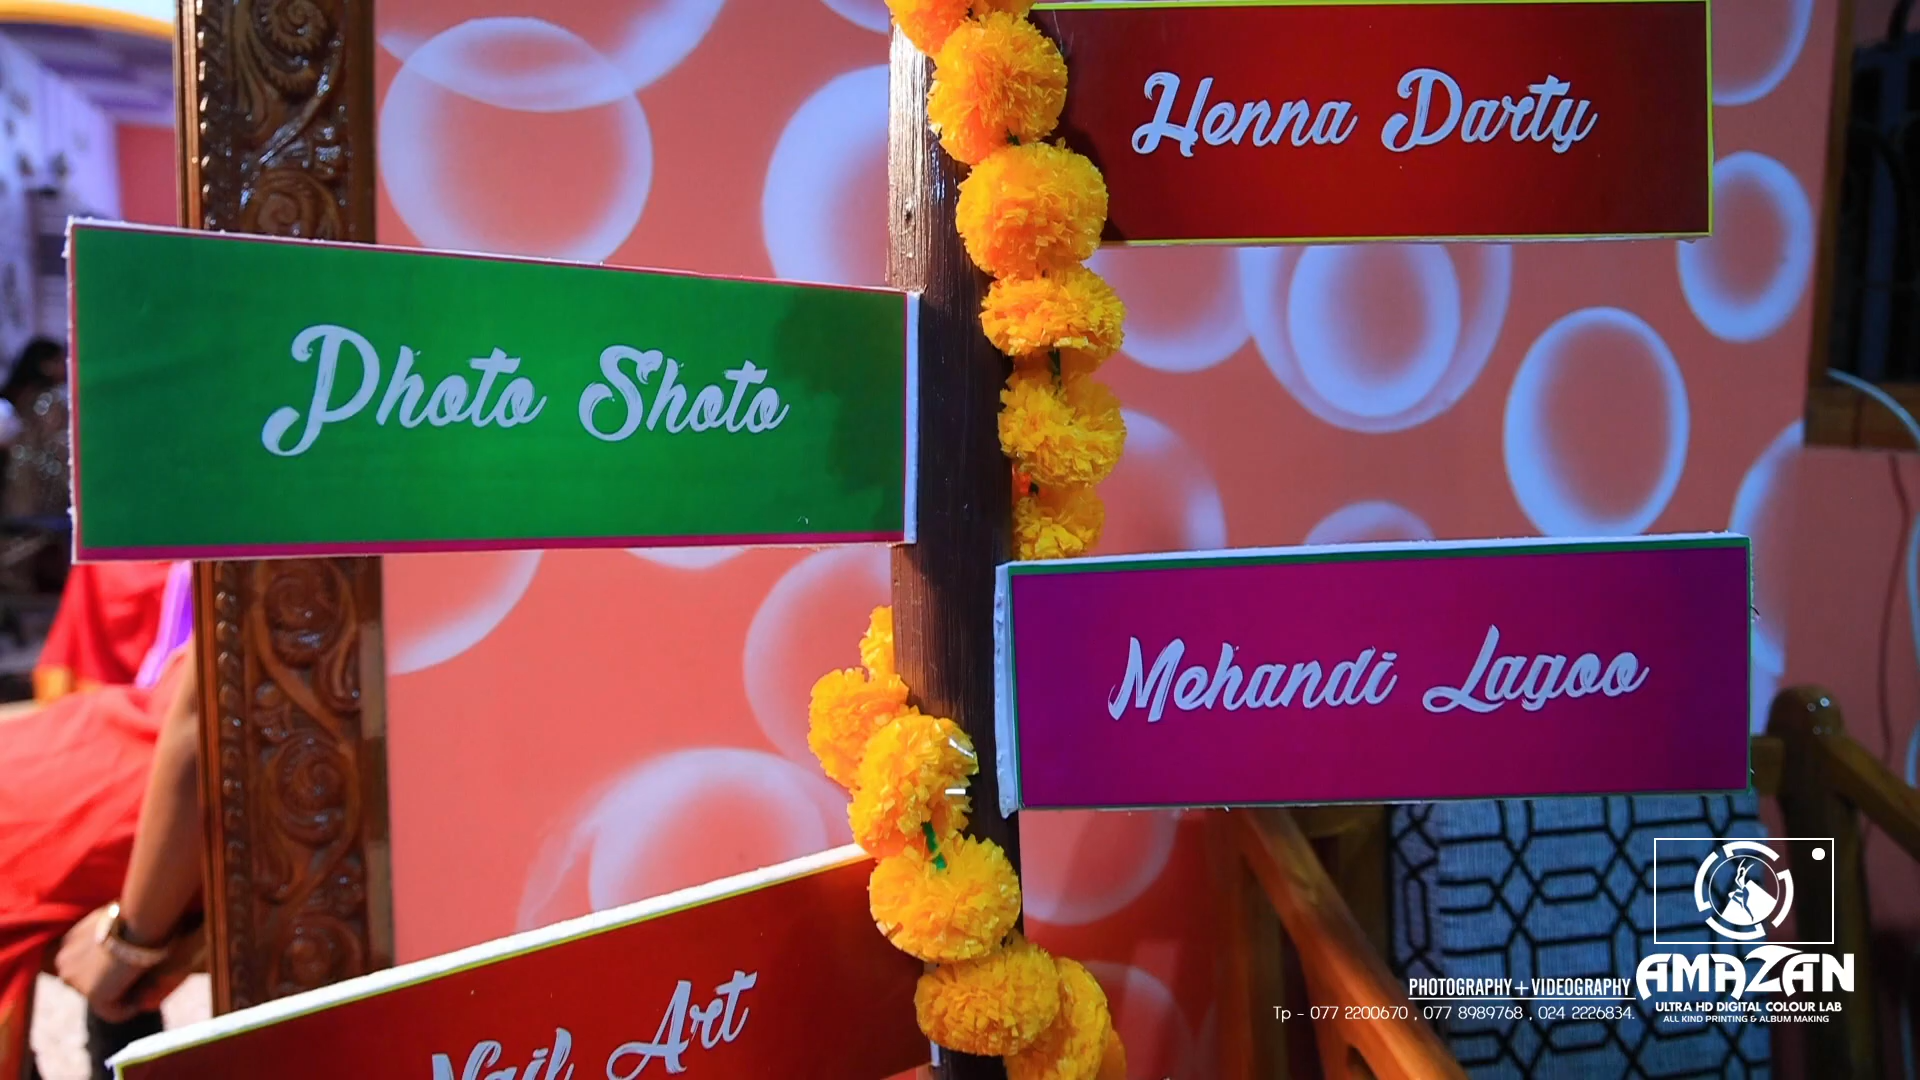 Henna Darty
Photo Shoto
Mehandi Lagoo
Nail Art
AMAZAN
PHOTOGRAPHY + VIDEOGRAPHY
ULTRA HD DIGITAL COLOUR LAB
Tp - 077 2200670 , 077 8989768 , 024 2226834.
ALL KIND PRINTING & ALBUM MAKING